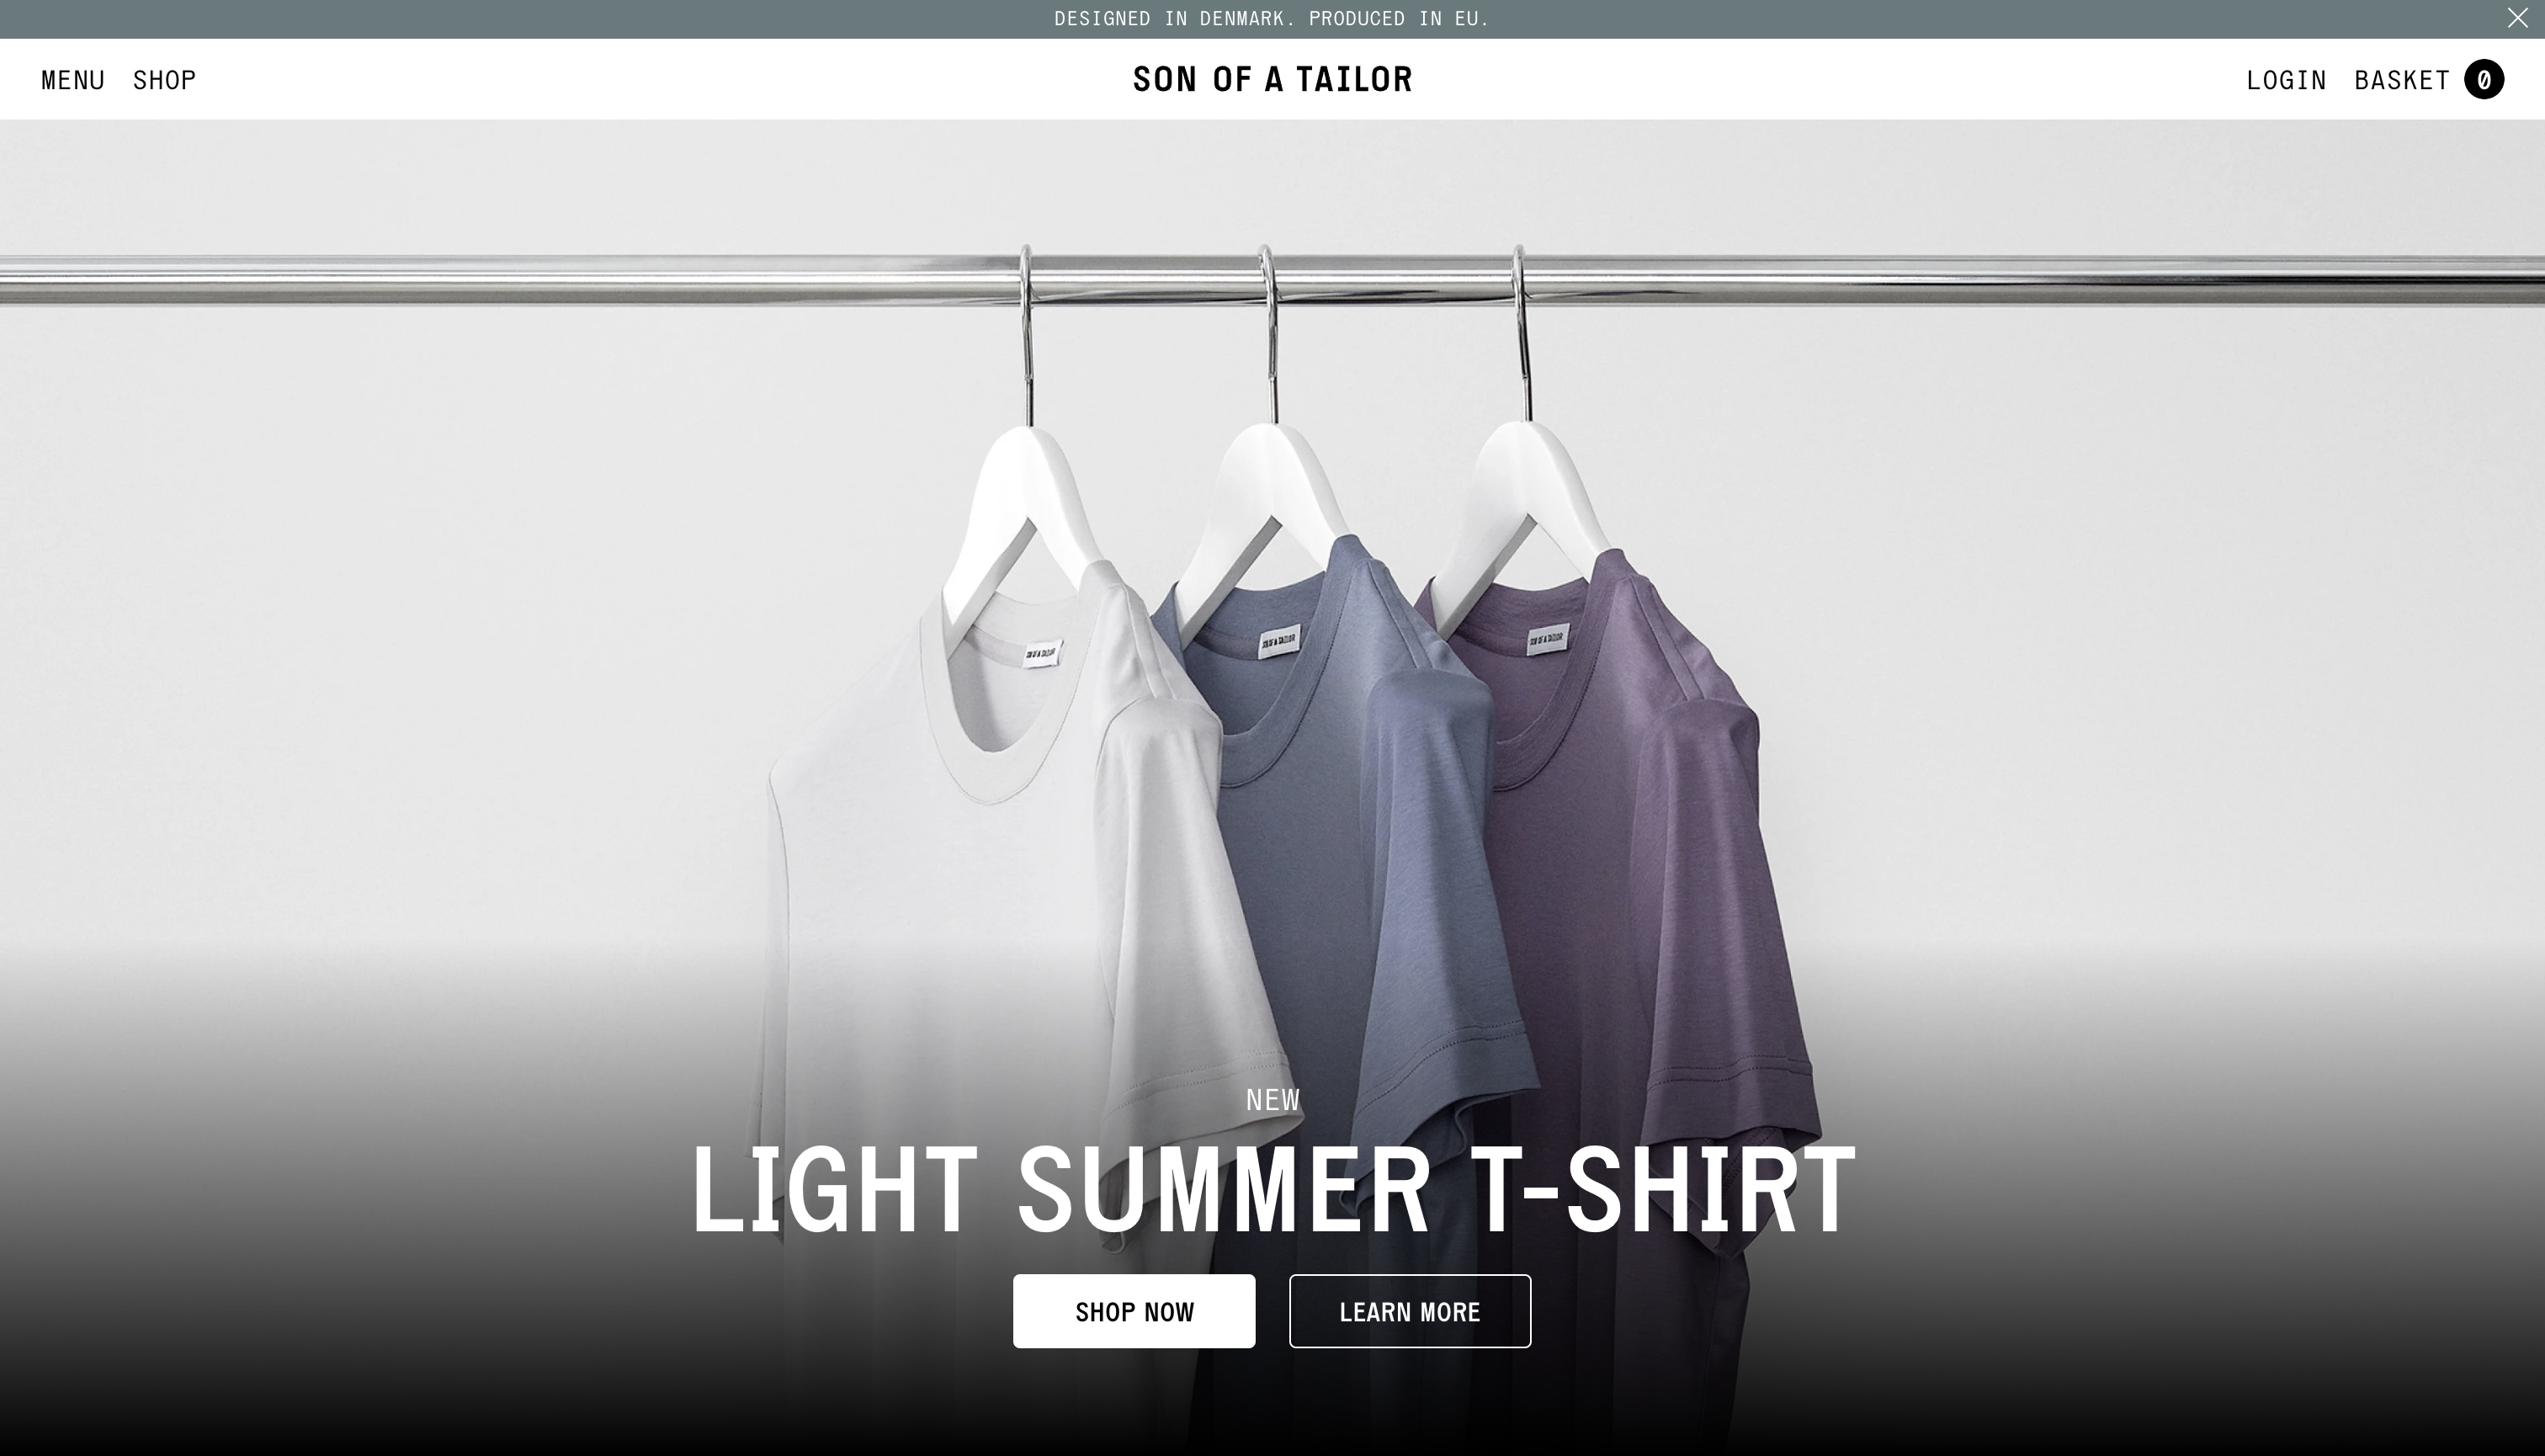 DESIGNED IN DENMARK. PRODUCED IN EU.
MENU SHOP SON OF A TAILOR LOGIN BASKET 0
SON OF A TAILOR
SON OF A TAILOR
SON OF A TAILOR
NEW
LIGHT SUMMER T-SHIRT
SHOP NOW LEARN MORE